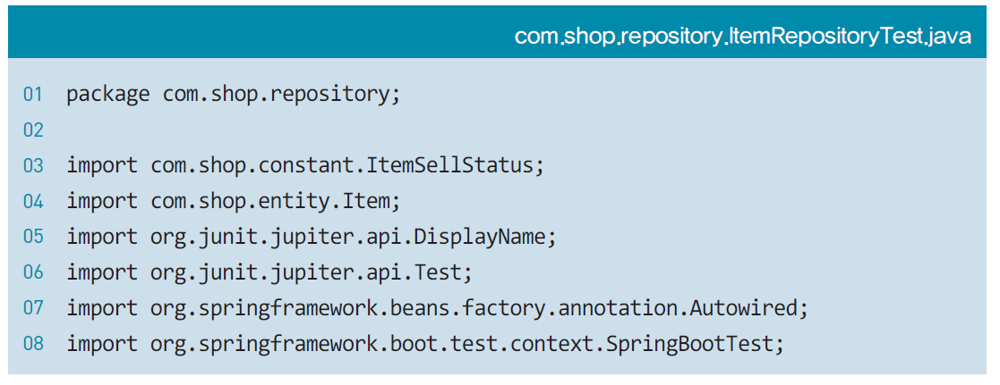 com.shop.repository.ItemRepositoryTest.java
01 package com.shop.repository;
02
03 import com.shop.constant.ItemSellStatus;
04 import com.shop.entity.Item;
05 import org.junit.jupiter.api.DisplayName;
06 import org.junit.jupiter.api.Test;
07 import org.springframework.beans.factory.annotation.Autowired;
08 import org.springframework.boot.test.context.SpringBootTest;